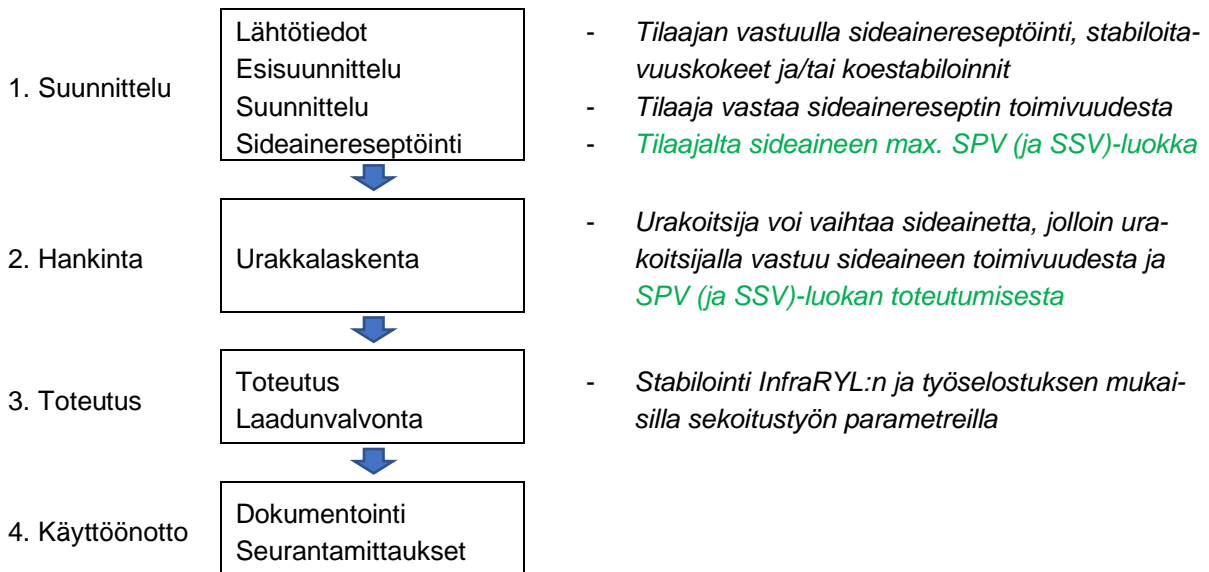 1. Suunnittelu
Lähtötiedot
Esisuunnittelu
Suunnittelu
Sideainereseptöinti
- Tilaajan vastuulla sideainereseptöinti, stabiloita-
vuuskokeet ja/tai koestabiloinnit
- Tilaaja vastaa sideainereseptin toimivuudesta
- Tilaajalta sideaineen max. SPV (ja SSV)-luokka
2. Hankinta
Urakkalaskenta
- Urakoitsija voi vaihtaa sideainetta, jolloin ura-
koitsijalla vastuu sideaineen toimivuudesta ja
SPV (ja SSV)-luokan toteutumisesta
3. Toteutus
Toteutus
Laadunvalvonta
- Stabilointi InfraRYL:n ja työselostuksen mukai-
silla sekoitustyön parametreilla
4. Käyttöönotto
Dokumentointi
Seurantamittaukset